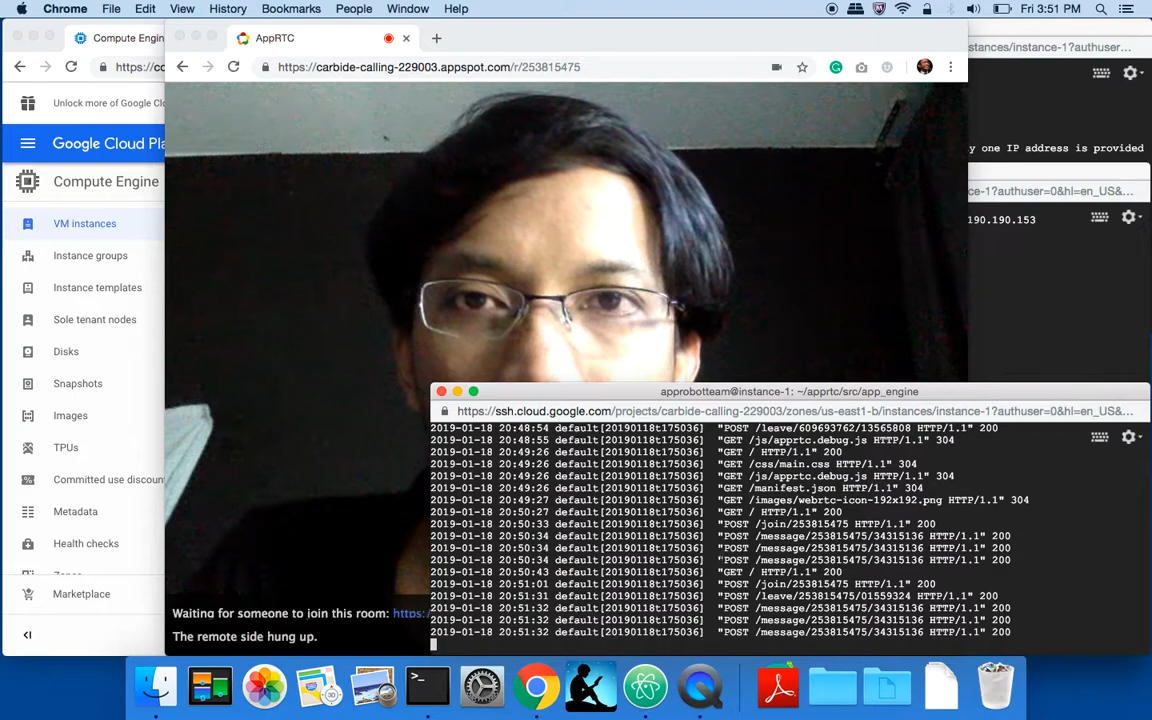 Chrome File Edit View History Bookmarks People Window Help Fri 3:51 PM
Compute Engin
AppRTC
stances/instance-1?authuser...
https://co
https://carbide-calling-229003.appspot.com/r/253815475
Unlock more of Google Clo
Google Cloud Pla
y one IP address is provided
Compute Engine
ce-1?authuser=0&hl=en_US&...
190.190.153
VM instances
Instance groups
Instance templates
Sole tenant nodes
Disks
Snapshots
Images
TPUs
Committed use discoun
Metadata
Health checks
Marketplace
Waiting for someone to join this room: https:/
The remote side hung up.
approbotteam@instance-1: ~/apprtc/src/app_engine
https://ssh.cloud.google.com/projects/carbide-calling-229003/zones/us-east1-b/instances/instance-1?authuser=0&hl=en_US&...
2019-01-18 20:48:54 default[20190118t175036] "POST /leave/609693762/13565808 HTTP/1.1" 200
2019-01-18 20:48:55 default[20190118t175036] "GET /js/apprtc.debug.js HTTP/1.1" 304
2019-01-18 20:49:26 default[20190118t175036] "GET / HTTP/1.1" 200
2019-01-18 20:49:26 default[20190118t175036] "GET /css/main.css HTTP/1.1" 304
2019-01-18 20:49:26 default[20190118t175036] "GET /js/apprtc.debug.js HTTP/1.1" 304
2019-01-18 20:49:26 default[20190118t175036] "GET /manifest.json HTTP/1.1" 304
2019-01-18 20:49:27 default[20190118t175036] "GET /images/webrtc-icon-192x192.png HTTP/1.1" 304
2019-01-18 20:50:27 default[20190118t175036] "GET / HTTP/1.1" 200
2019-01-18 20:50:33 default[20190118t175036] "POST /join/253815475 HTTP/1.1" 200
2019-01-18 20:50:34 default[20190118t175036] "POST /message/253815475/34315136 HTTP/1.1" 200
2019-01-18 20:50:34 default[20190118t175036] "POST /message/253815475/34315136 HTTP/1.1" 200
2019-01-18 20:50:34 default[20190118t175036] "POST /message/253815475/34315136 HTTP/1.1" 200
2019-01-18 20:50:43 default[20190118t175036] "GET / HTTP/1.1" 200
2019-01-18 20:51:01 default[20190118t175036] "POST /join/253815475 HTTP/1.1" 200
2019-01-18 20:51:31 default[20190118t175036] "POST /leave/253815475/01559324 HTTP/1.1" 200
2019-01-18 20:51:32 default[20190118t175036] "POST /message/253815475/34315136 HTTP/1.1" 200
2019-01-18 20:51:32 default[20190118t175036] "POST /message/253815475/34315136 HTTP/1.1" 200
2019-01-18 20:51:32 default[20190118t175036] "POST /message/253815475/34315136 HTTP/1.1" 200